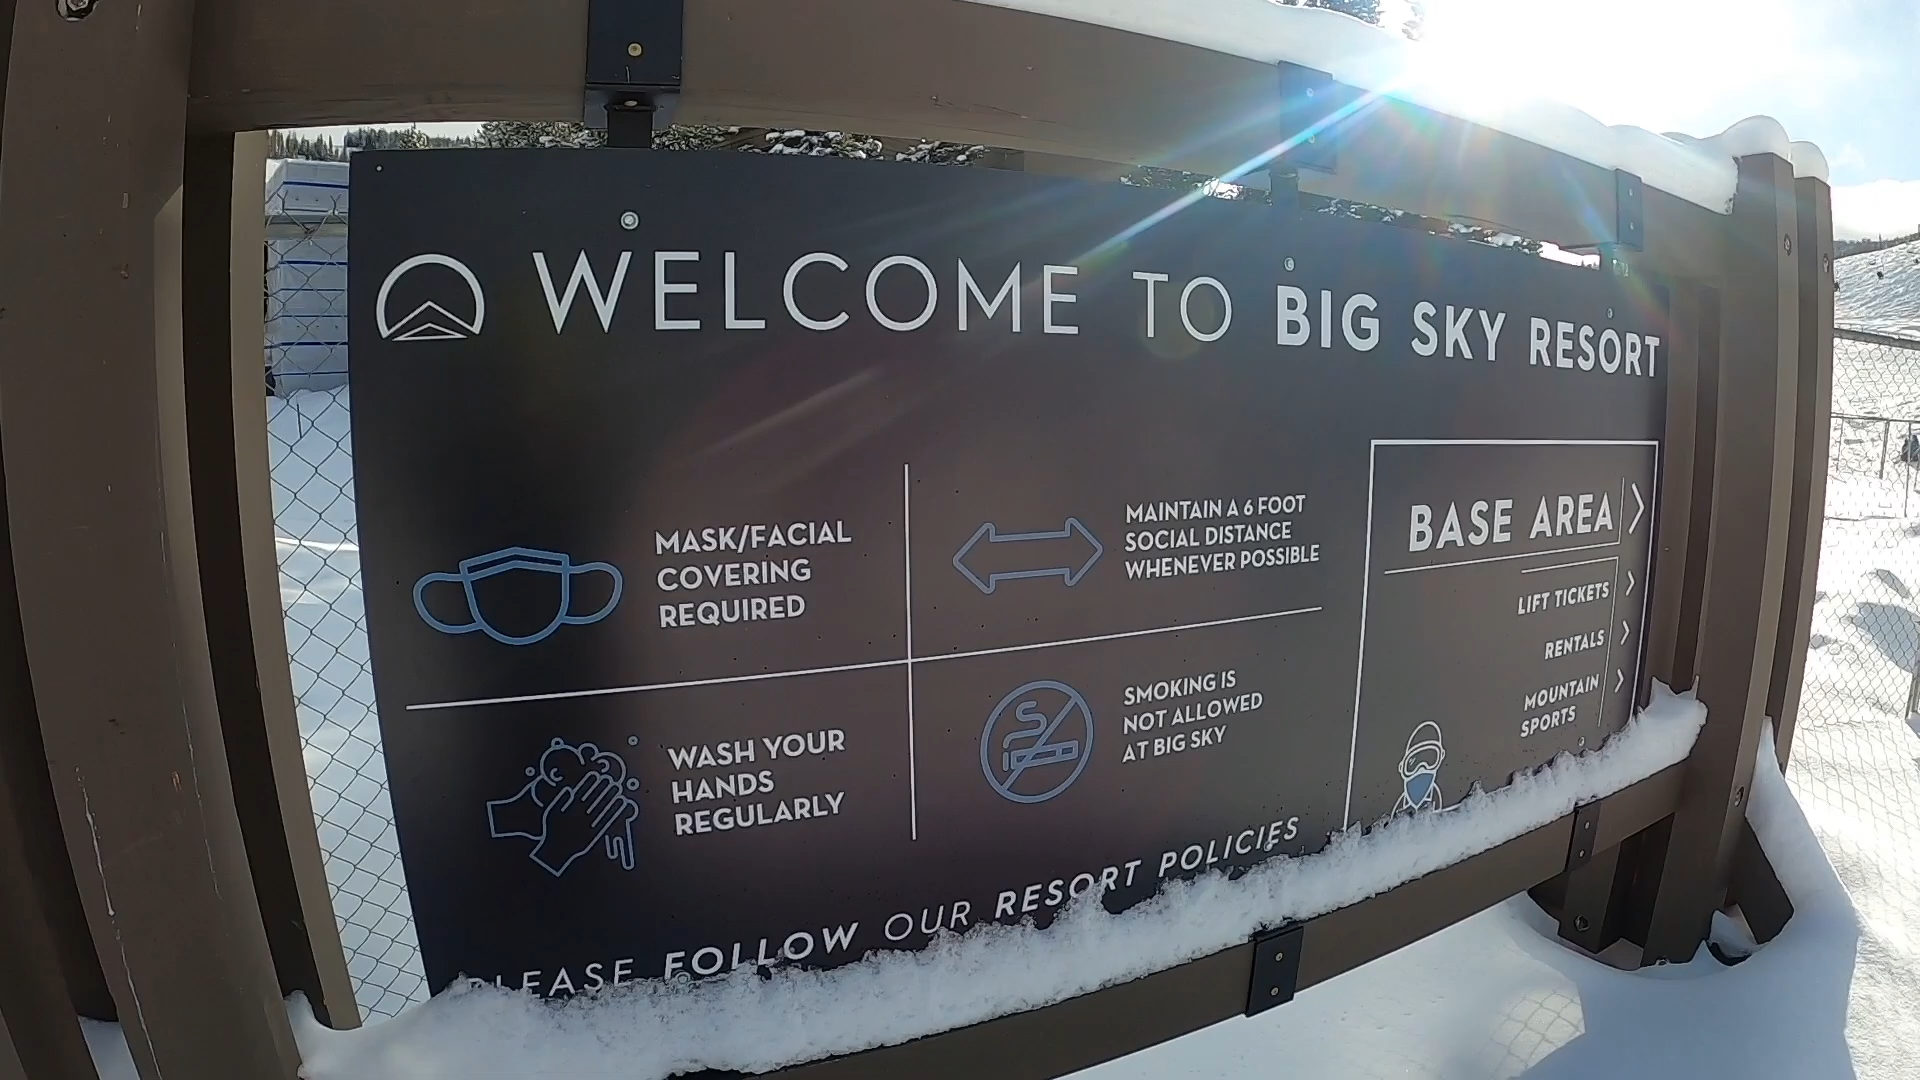 WELCOME TO BIG SKY RESORT
MASK/FACIAL
COVERING
REQUIRED
MAINTAIN A 6 FOOT
SOCIAL DISTANCE
WHENEVER POSSIBLE
WASH YOUR
HANDS
REGULARLY
SMOKING IS
NOT ALLOWED
AT BIG SKY
PLEASE FOLLOW OUR RESORT POLICIES
BASE AREA
LIFT TICKETS
RENTALS
MOUNTAIN
SPORTS